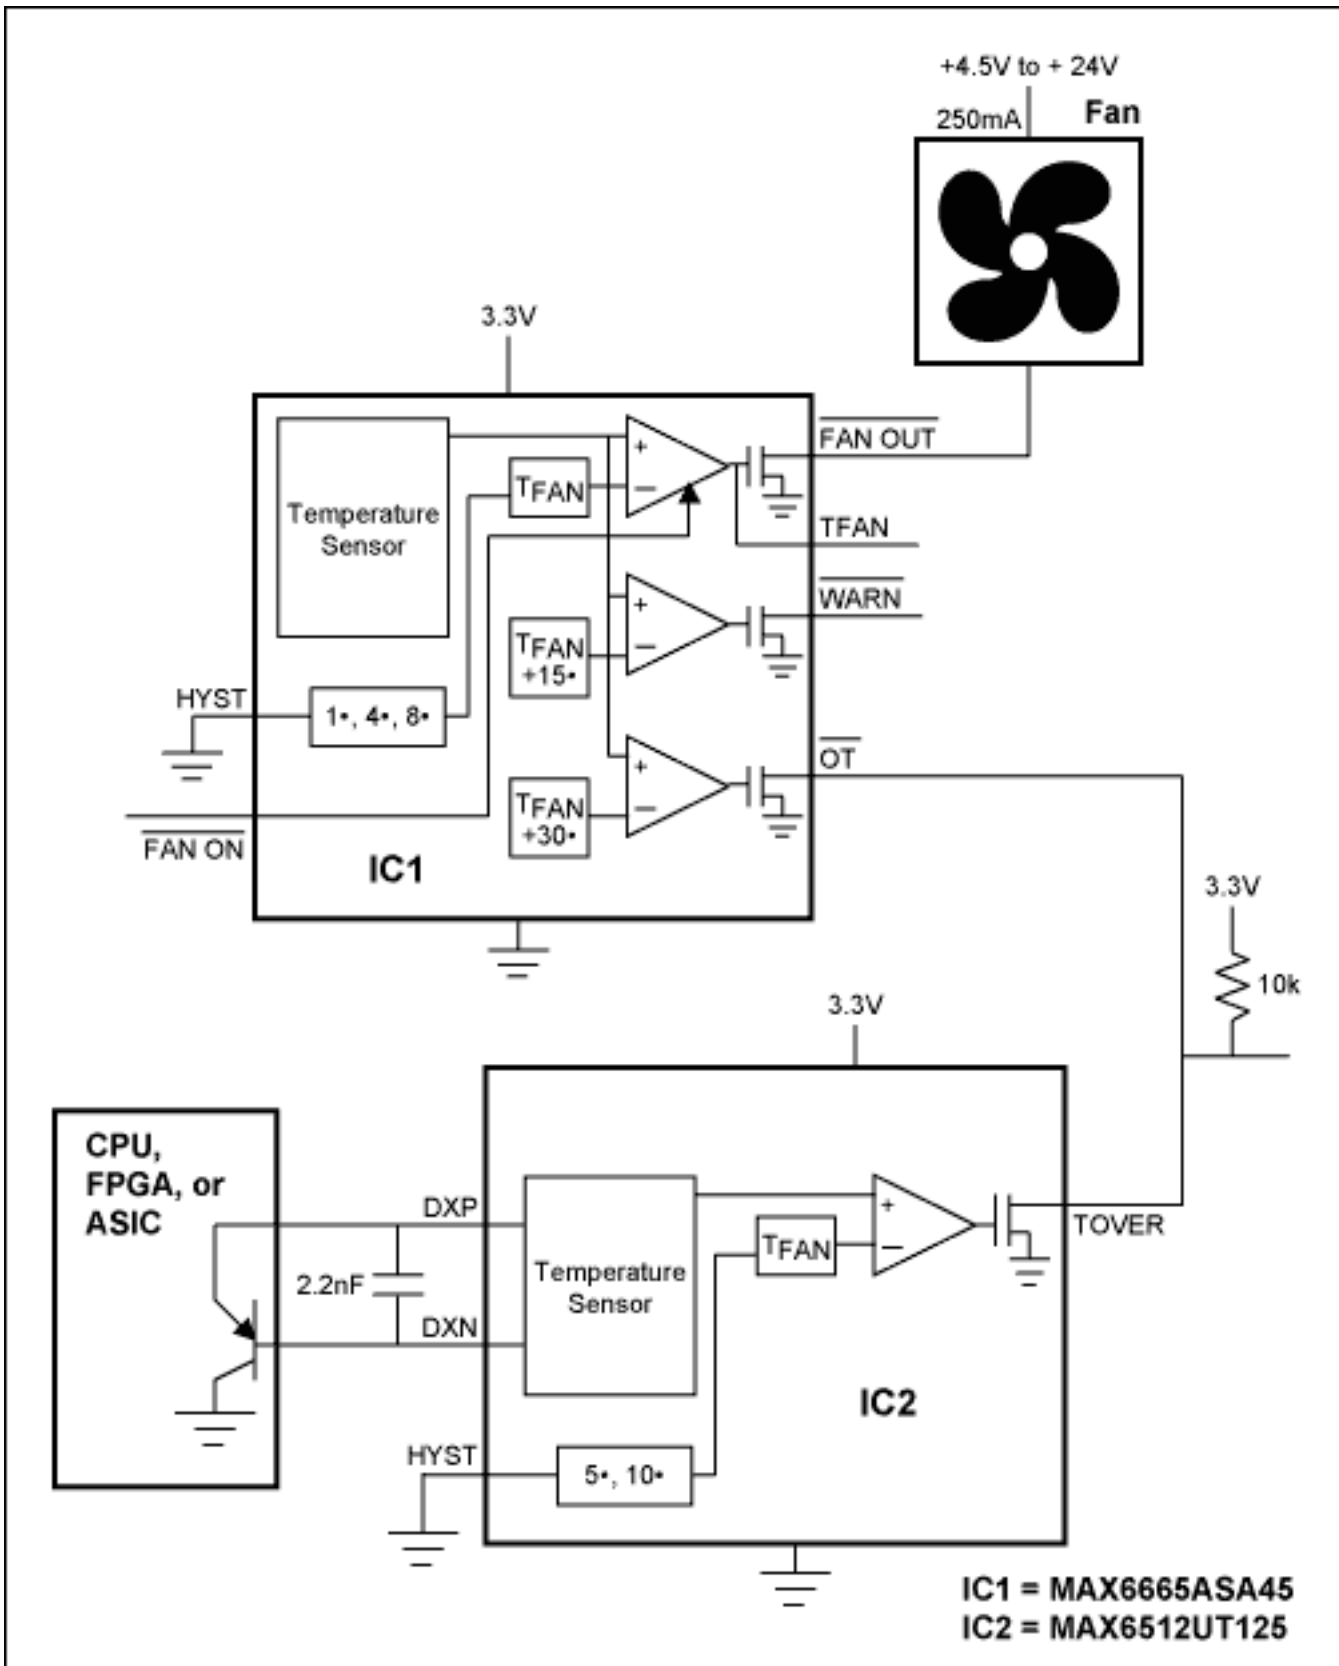 +4.5V to + 24V
250mA
Fan
3.3V
FAN OUT
+
−
TFAN
Temperature
Sensor
TFAN
WARN
+
−
TFAN
+15•
HYST
1•, 4•, 8•
OT
+
−
TFAN
+30•
FAN ON
IC1
3.3V
10k
3.3V
CPU,
FPGA, or
ASIC
DXP
+
−
TFAN
TOVER
2.2nF
Temperature
Sensor
DXN
IC2
HYST
5•, 10•
IC1 = MAX6665ASA45
IC2 = MAX6512UT125